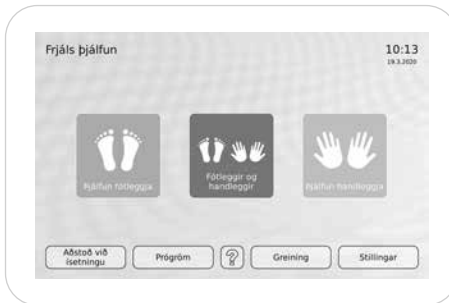 Frjáls þjálfun
10:13
19.3.2020
Þjálfun fótleggja
Fótleggir og
handleggir
Þjálfun handleggja
Aðstoð við
ísetningu
Prógröm
?
Greining
Stillingar